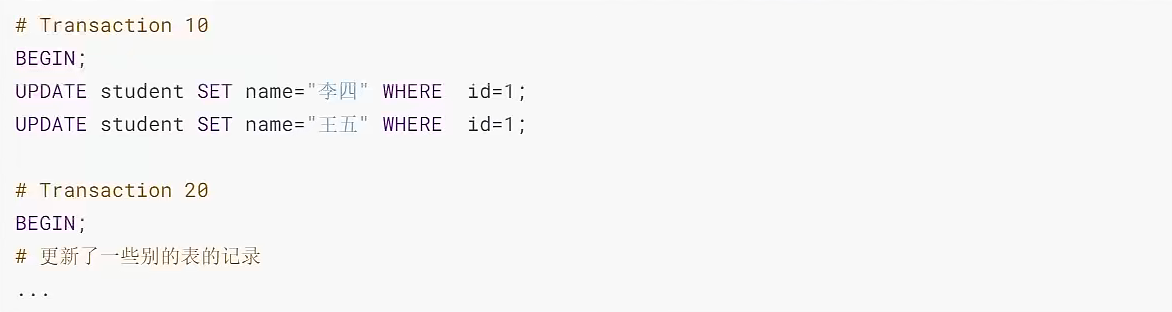 # Transaction 10
BEGIN;
UPDATE student SET name="李四" WHERE  id=1;
UPDATE student SET name="王五" WHERE  id=1;
# Transaction 20
BEGIN;
# 更新了一些别的表的记录
...